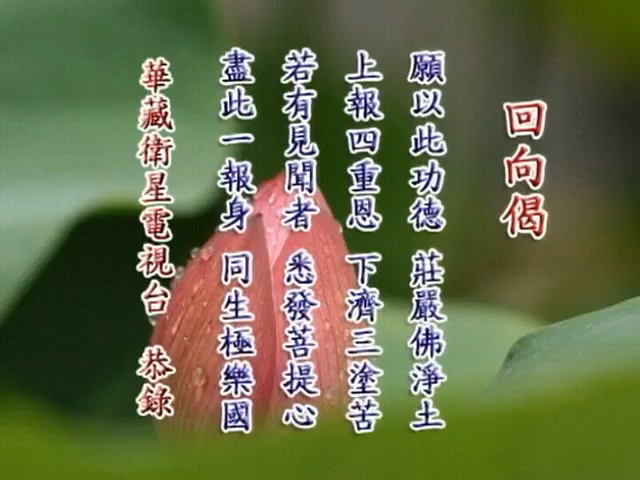 回向偈
願以此功德 莊嚴佛淨土
上報四重恩 下濟三塗苦
若有見聞者 悉發菩提心
盡此一報身 同生極樂國
華藏衛星電視台 恭錄